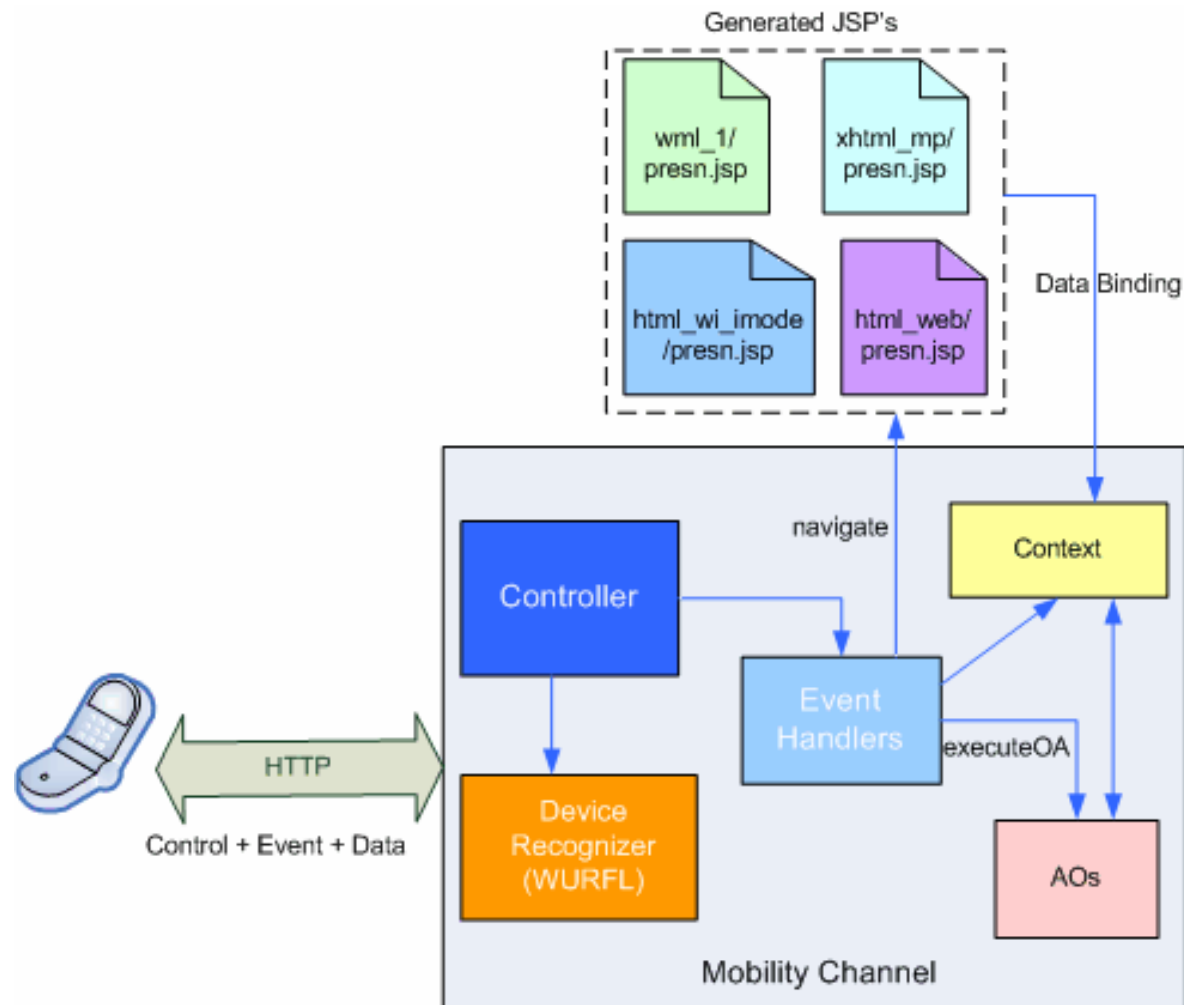 Generated JSP's
wml_1/
presn.jsp
xhtml_mp/
presn.jsp
html_wi_imode
/presn.jsp
html_web/
presn.jsp
Data Binding
navigate
Context
Controller
Event
Handlers
executeOA
HTTP
Control + Event + Data
Device
Recognizer
(WURFL)
AOs
Mobility Channel